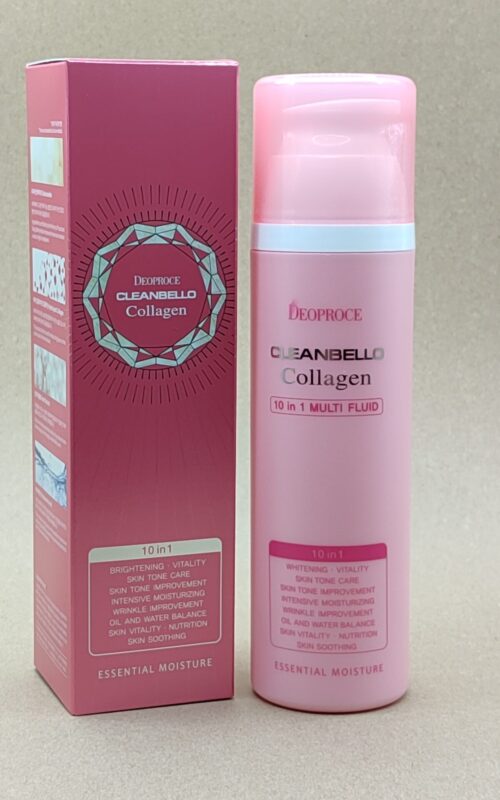 DEOPROCE
CLEANBELLO
Collagen
10 in 1
BRIGHTENING · VITALITY
SKIN TONE CARE
SKIN TONE IMPROVEMENT
INTENSIVE MOISTURIZING
WRINKLE IMPROVEMENT
OIL AND WATER BALANCE
SKIN VITALITY · NUTRITION
SKIN SOOTHING
ESSENTIAL MOISTURE
DEOPROCE
CLEANBELLO
Collagen
10 in 1 MULTI FLUID
10 in 1
WHITENING · VITALITY
SKIN TONE CARE
SKIN TONE IMPROVEMENT
INTENSIVE MOISTURIZING
WRINKLE IMPROVEMENT
OIL AND WATER BALANCE
SKIN VITALITY · NUTRITION
SKIN SOOTHING
ESSENTIAL MOISTURE